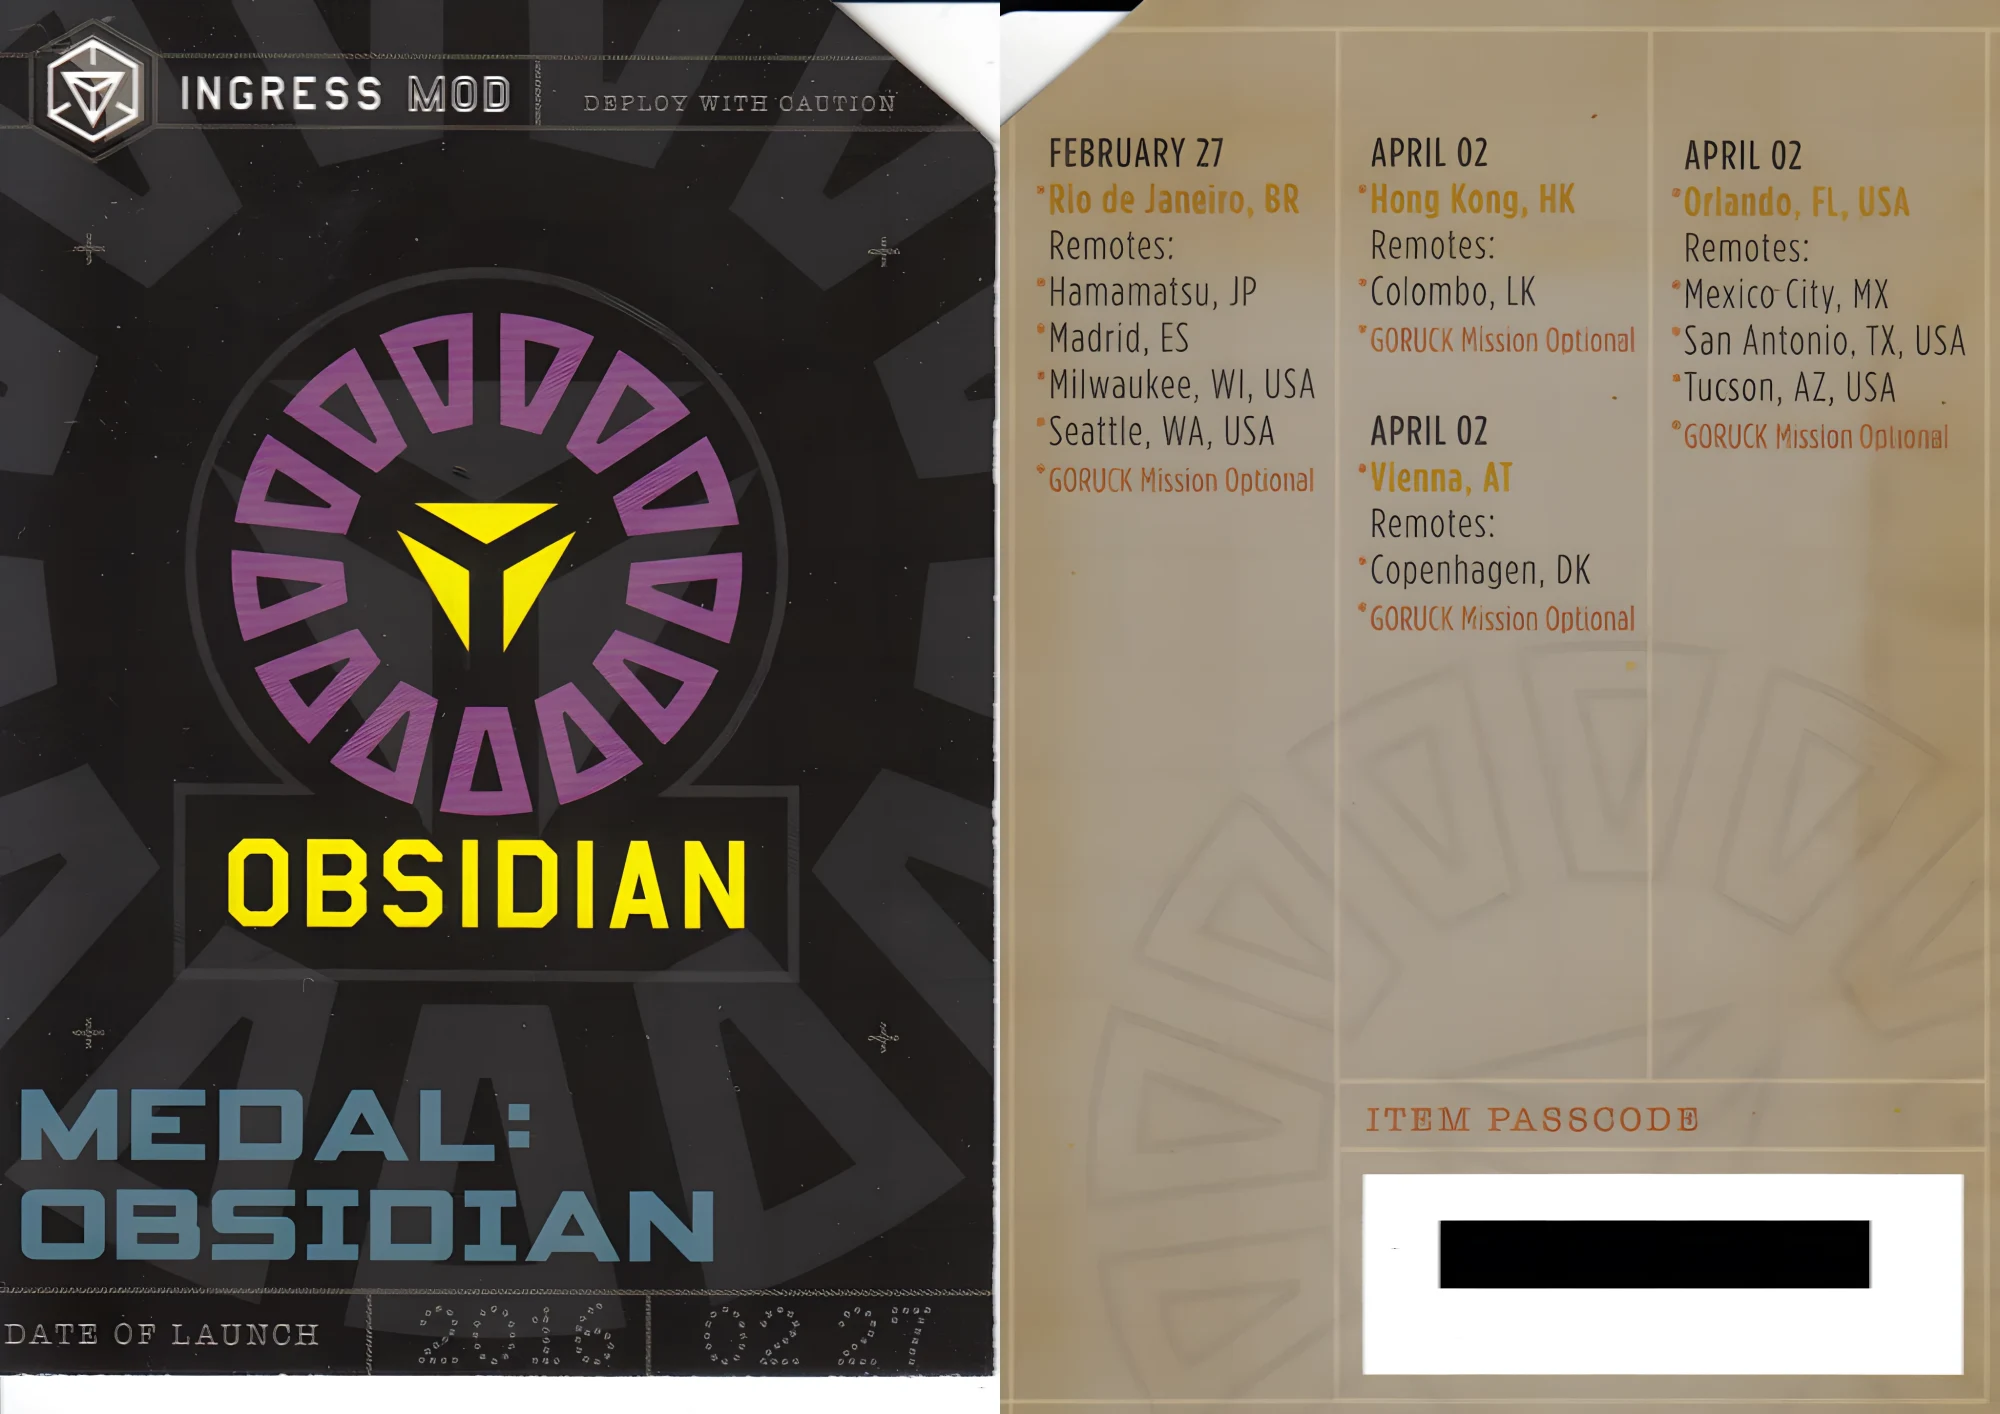 INGRESS MOD
DEPLOY WITH CAUTION
OBSIDIAN
MEDAL:
OBSIDIAN
DATE OF LAUNCH
2016
02 27
FEBRUARY 27
*Rio de Janeiro, BR
Remotes:
*Hamamatsu, JP
*Madrid, ES
*Milwaukee, WI, USA
*Seattle, WA, USA
*GORUCK Mission Optional
APRIL 02
*Hong Kong, HK
Remotes:
*Colombo, LK
*GORUCK Mission Optional
APRIL 02
*Vienna, AT
Remotes:
*Copenhagen, DK
*GORUCK Mission Optional
APRIL 02
*Orlando, FL, USA
Remotes:
*Mexico City, MX
*San Antonio, TX, USA
*Tucson, AZ, USA
*GORUCK Mission Optional
ITEM PASSCODE